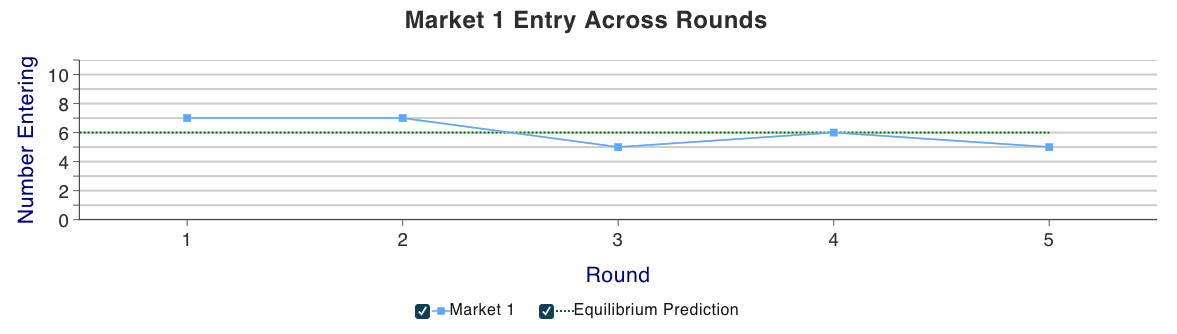 Market 1 Entry Across Rounds
Number Entering
10
8
6
4
2
0
1 2 3 4 5
Round
Market 1 Equilibrium Prediction